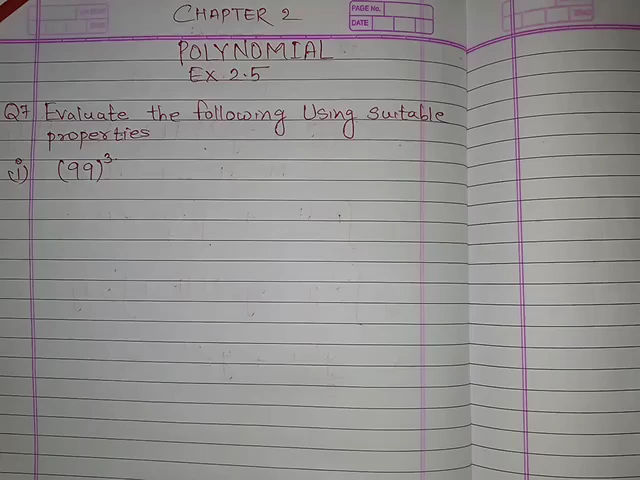 CHAPTER 2
PAGE No.
DATE
POLYNOMIAL
EX 2.5
Q7 Evaluate the following Using suitable
properties
(i) (99)³